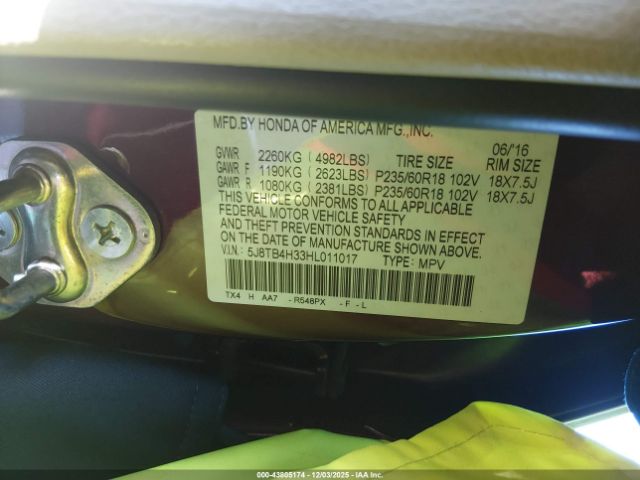 MFD.BY HONDA OF AMERICA MFG.,INC. 06/'16
GVWR 2260KG ( 4982LBS) TIRE SIZE RIM SIZE
GAWR F 1190KG ( 2623LBS) P235/60R18 102V 18X7.5J
GAWR R 1080KG ( 2381LBS) P235/60R18 102V 18X7.5J
THIS VEHICLE CONFORMS TO ALL APPLICABLE
FEDERAL MOTOR VEHICLE SAFETY
AND THEFT PREVENTION STANDARDS IN EFFECT
ON THE DATE OF MANUFACTURE SHOWN ABOVE.
V.I.N.: 5J8TB4H33HL011017 TYPE: MPV
TX4 H AA7 - R548PX - F - L
000-43805174 - 12/03/2025 - IAA Inc.